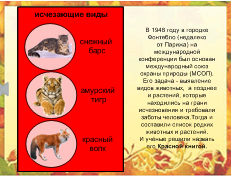 исчезающие виды
снежный
барс
амурский
тигр
красный
волк
В 1948 году в городке
Фонтебло (недалеко
от Парижа) на
международной
конференции был основан
международный союз
охраны природы (МСОП).
Его задача - выявление
видов животных, а позднее
и растений, которые
находились на грани
исчезновения и требовали
заботы человека.Тогда и
составили список редких
животных и растений.
И учёные решили назвать
его Красной книгой.